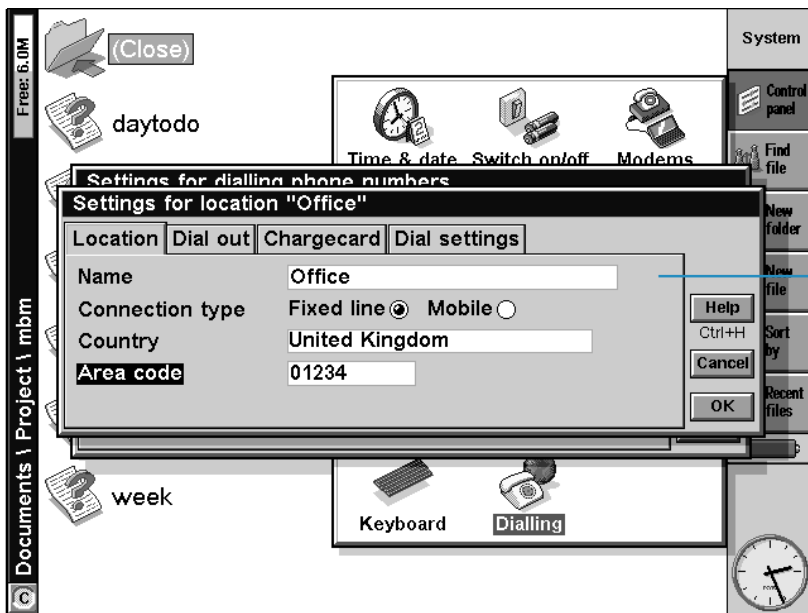 Free: 6.0M
Documents \ Project \ mbm
C
(Close)
daytodo
week
Time & date
Switch on/off
Modems
Keyboard
Dialling
Settings for dialling phone numbers
Settings for location "Office"
Location
Dial out
Chargecard
Dial settings
Name
Office
Connection type
Fixed line
Mobile
Country
United Kingdom
Area code
01234
Help
Ctrl+H
Cancel
OK
System
Control
panel
Find
file
New
folder
New
file
Sort
by
Recent
files